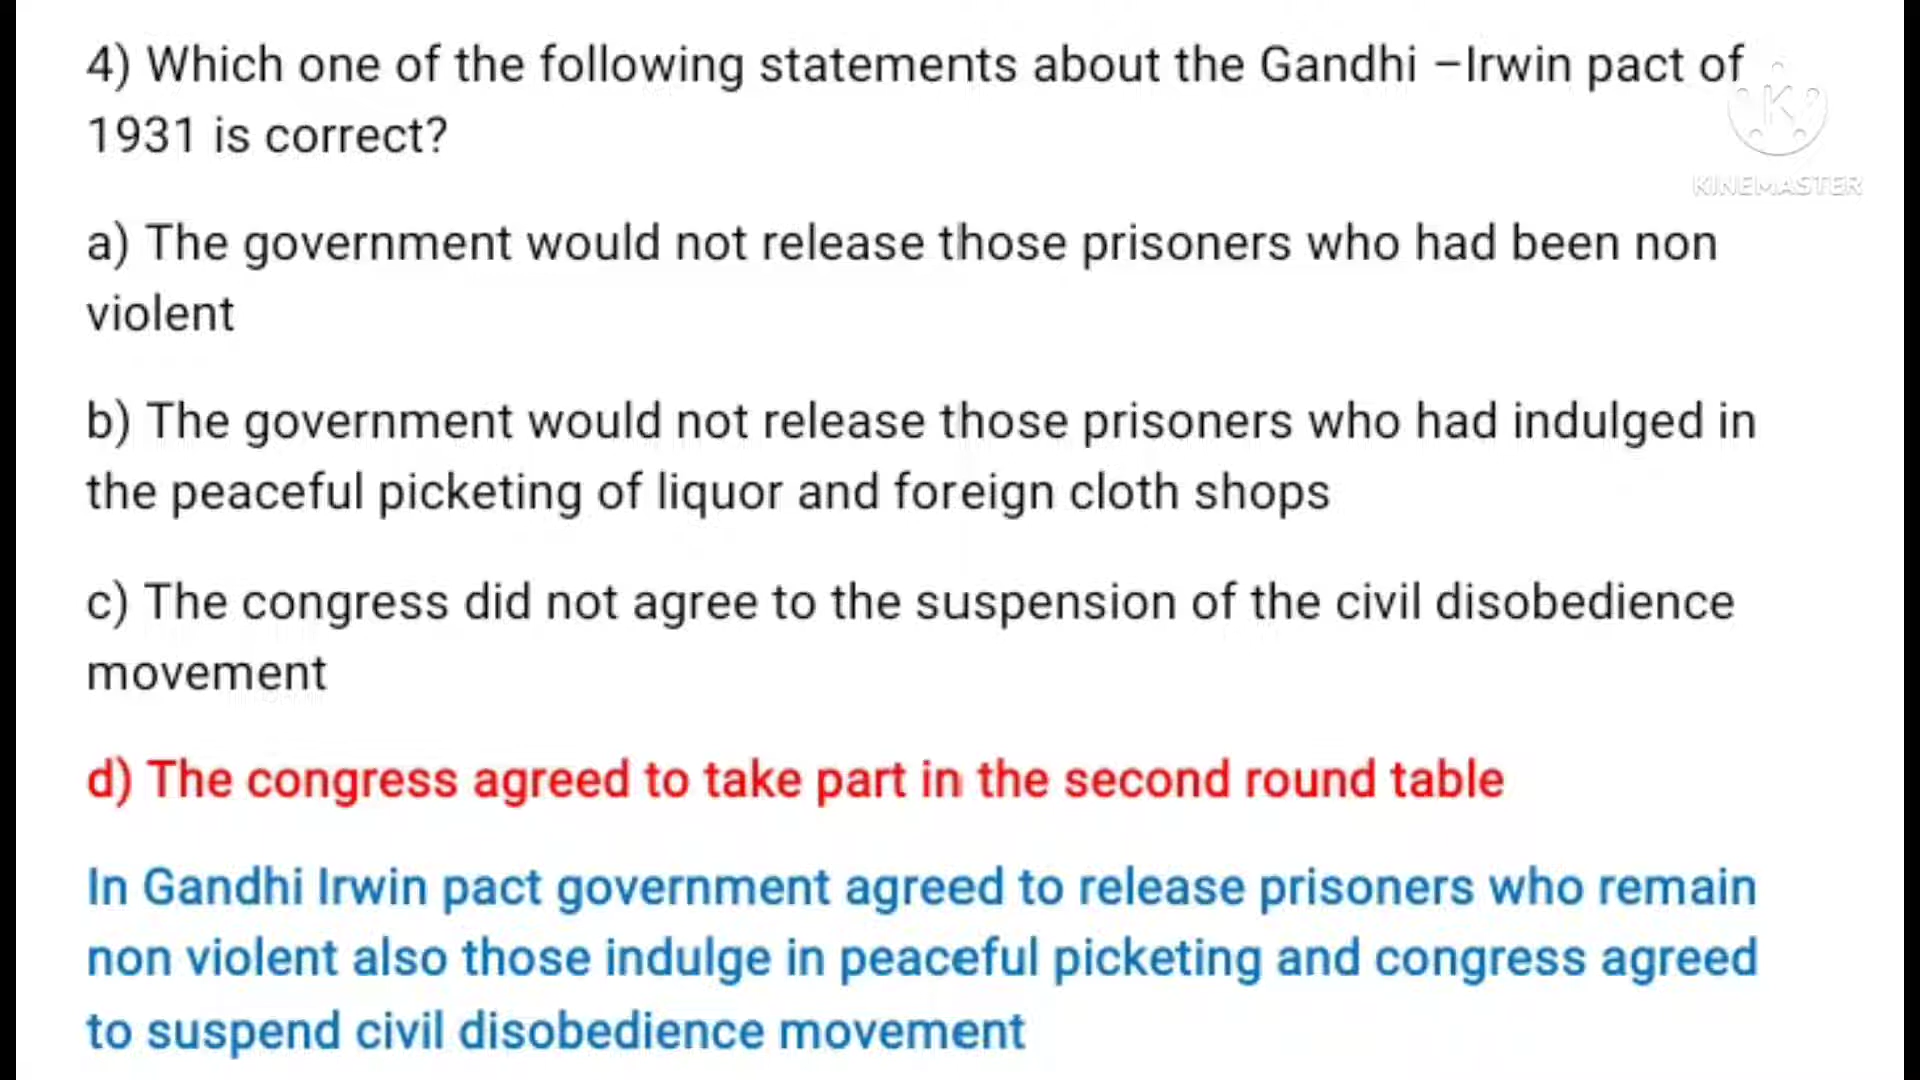 4) Which one of the following statements about the Gandhi –Irwin pact of
1931 is correct?
KINEMASTER
a) The government would not release those prisoners who had been non
violent
b) The government would not release those prisoners who had indulged in
the peaceful picketing of liquor and foreign cloth shops
c) The congress did not agree to the suspension of the civil disobedience
movement
d) The congress agreed to take part in the second round table
In Gandhi Irwin pact government agreed to release prisoners who remain
non violent also those indulge in peaceful picketing and congress agreed
to suspend civil disobedience movement